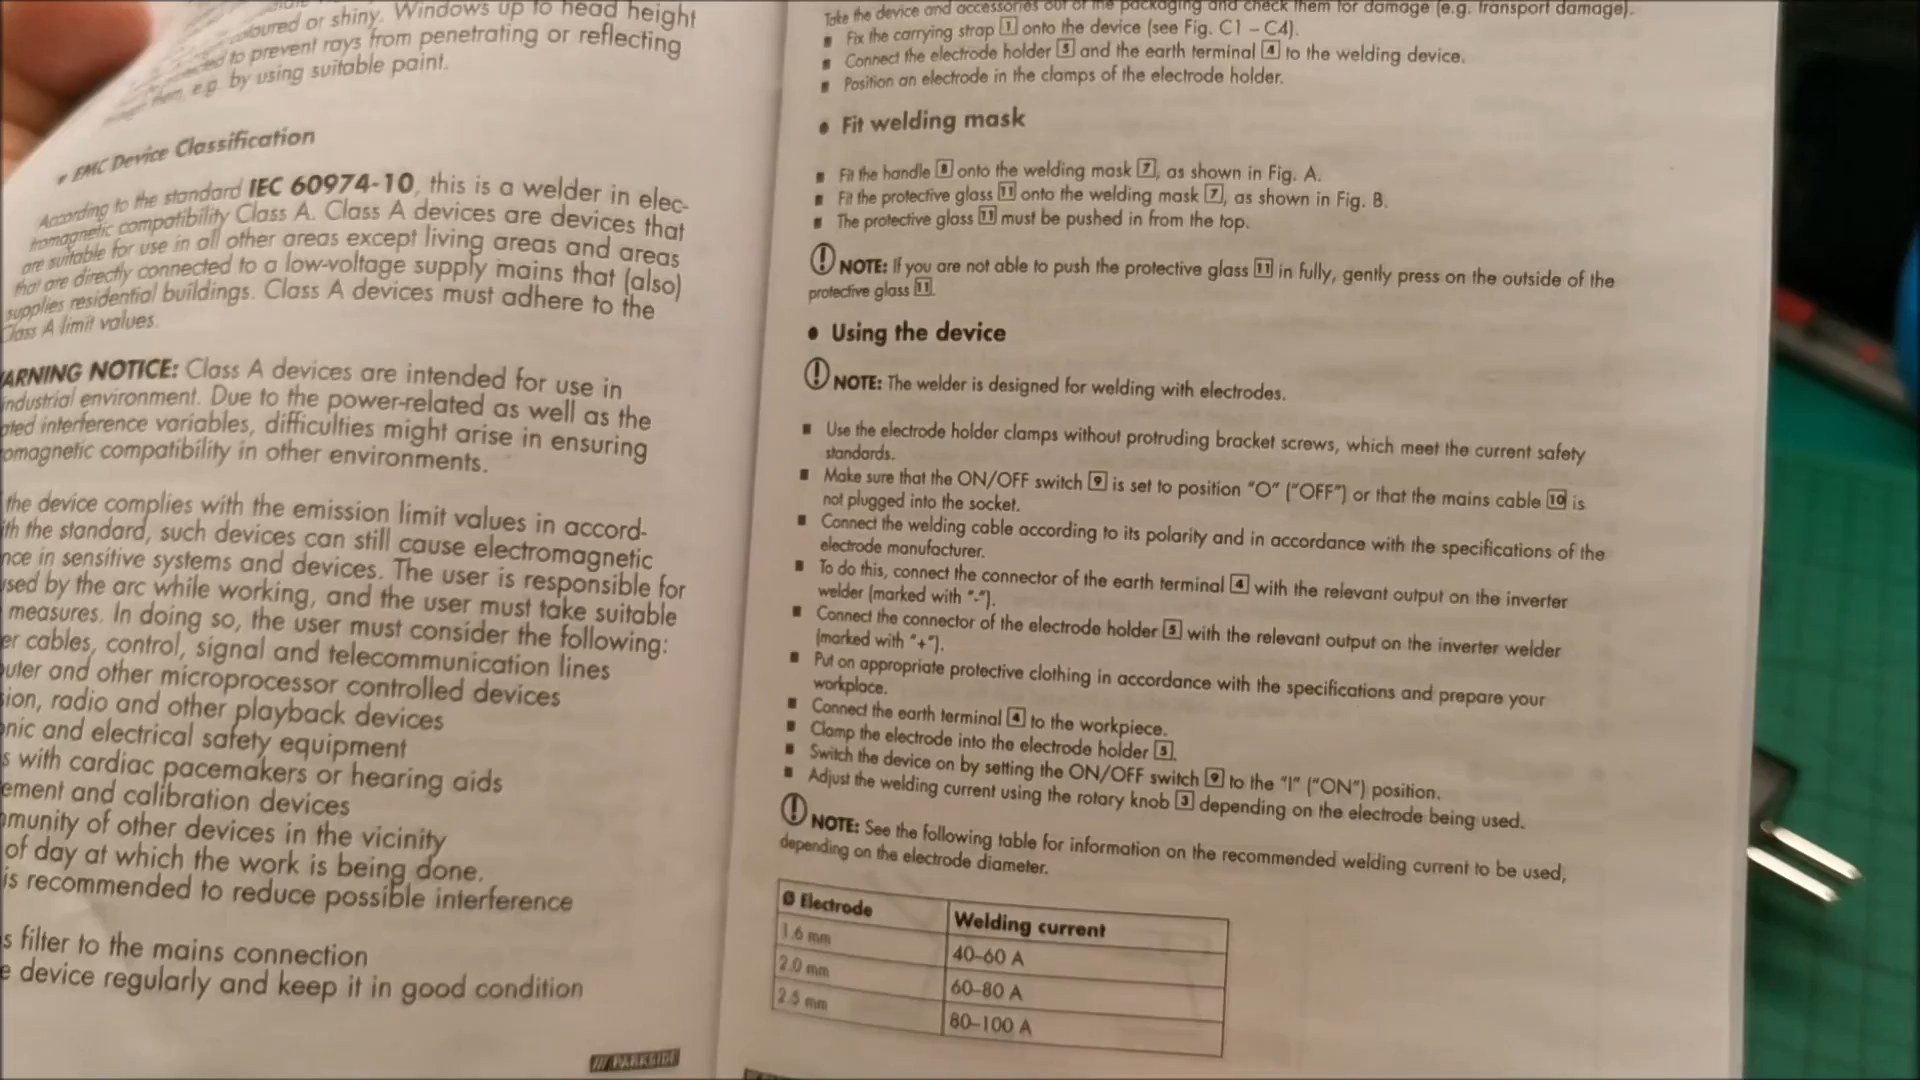 coloured or shiny. Windows up to head height
to prevent rays from penetrating or reflecting
them, e.g. by using suitable paint.
EMC Device Classification
According to the standard IEC 60974-10, this is a welder in elec-
tromagnetic compatibility Class A. Class A devices are devices that
are suitable for use in all other areas except living areas and areas
that are directly connected to a low-voltage supply mains that (also)
supplies residential buildings. Class A devices must adhere to the
Class A limit values.
ARNING NOTICE: Class A devices are intended for use in
industrial environment. Due to the power-related as well as the
ated interference variables, difficulties might arise in ensuring
omagnetic compatibility in other environments.
the device complies with the emission limit values in accord-
ith the standard, such devices can still cause electromagnetic
nce in sensitive systems and devices. The user is responsible for
used by the arc while working, and the user must take suitable
measures. In doing so, the user must consider the following:
er cables, control, signal and telecommunication lines
uter and other microprocessor controlled devices
sion, radio and other playback devices
onic and electrical safety equipment
s with cardiac pacemakers or hearing aids
ement and calibration devices
munity of other devices in the vicinity
of day at which the work is being done.
is recommended to reduce possible interference
s filter to the mains connection
e device regularly and keep it in good condition
/// PARKSIDE
Take the device and accessories out of the packaging and check them for damage (e.g. transport damage).
■ Fix the carrying strap 1 onto the device (see Fig. C1 – C4).
■ Connect the electrode holder 5 and the earth terminal 4 to the welding device.
■ Position an electrode in the clamps of the electrode holder.
● Fit welding mask
■ Fit the handle 8 onto the welding mask 7, as shown in Fig. A.
■ Fit the protective glass 11 onto the welding mask 7, as shown in Fig. B.
■ The protective glass 11 must be pushed in from the top.
NOTE: If you are not able to push the protective glass 11 in fully, gently press on the outside of the
protective glass 11.
● Using the device
NOTE: The welder is designed for welding with electrodes.
■ Use the electrode holder clamps without protruding bracket screws, which meet the current safety
standards.
■ Make sure that the ON/OFF switch 9 is set to position "O" ("OFF") or that the mains cable 10 is
not plugged into the socket.
■ Connect the welding cable according to its polarity and in accordance with the specifications of the
electrode manufacturer.
■ To do this, connect the connector of the earth terminal 4 with the relevant output on the inverter
welder (marked with "-").
■ Connect the connector of the electrode holder 5 with the relevant output on the inverter welder
(marked with "+").
■ Put on appropriate protective clothing in accordance with the specifications and prepare your
workplace.
■ Connect the earth terminal 4 to the workpiece.
■ Clamp the electrode into the electrode holder 5.
■ Switch the device on by setting the ON/OFF switch 9 to the "I" ("ON") position.
■ Adjust the welding current using the rotary knob 3 depending on the electrode being used.
NOTE: See the following table for information on the recommended welding current to be used,
depending on the electrode diameter.
Ø Electrode Welding current
1.6 mm 40–60 A
2.0 mm 60–80 A
2.5 mm 80–100 A